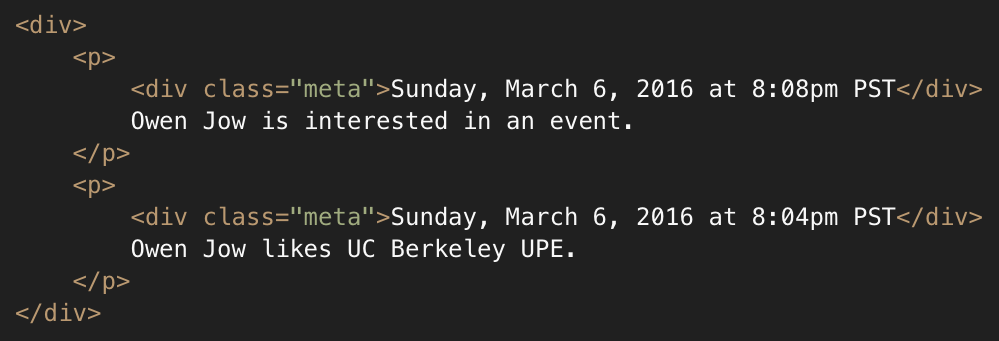 <div>
    <p>
        <div class="meta">Sunday, March 6, 2016 at 8:08pm PST</div>
        Owen Jow is interested in an event.
    </p>
    <p>
        <div class="meta">Sunday, March 6, 2016 at 8:04pm PST</div>
        Owen Jow likes UC Berkeley UPE.
    </p>
</div>